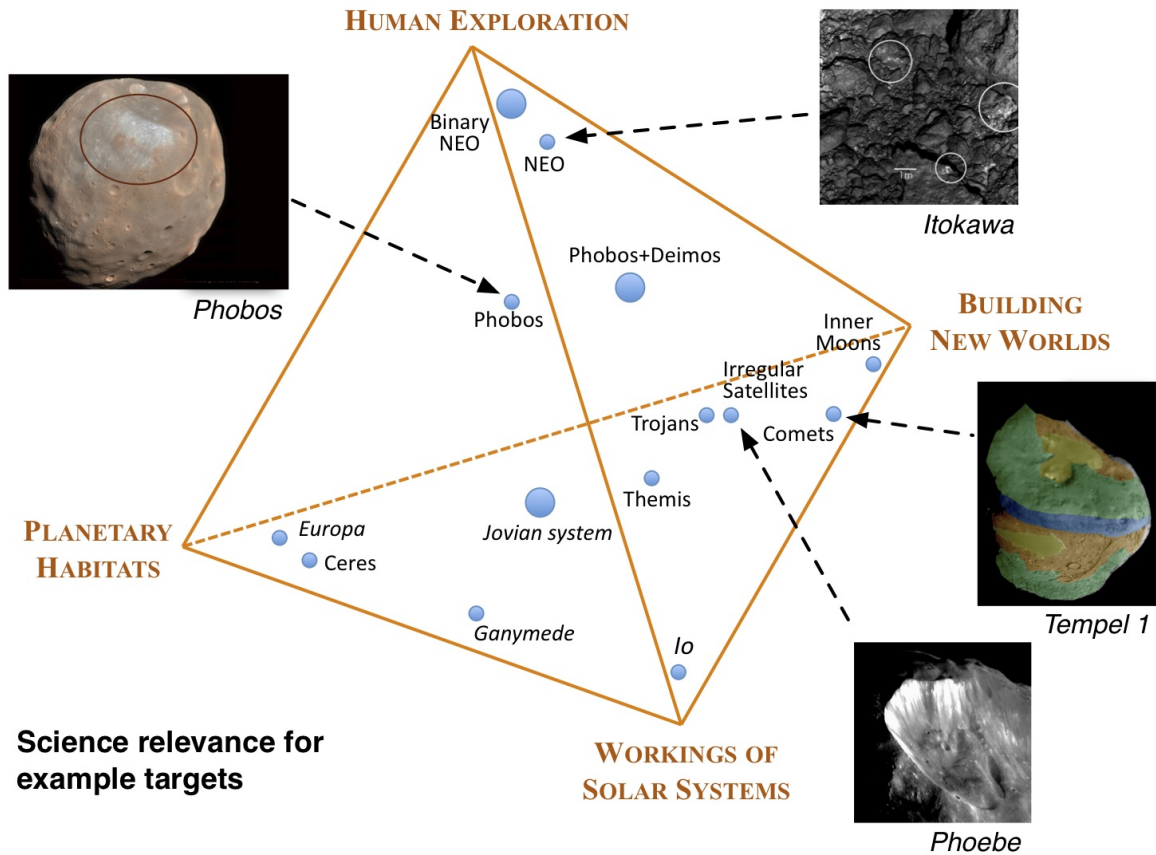 HUMAN EXPLORATION
Binary
NEO
NEO
1m
Itokawa
Phobos+Deimos
Phobos
Phobos
BUILDING
NEW WORLDS
Inner
Moons
Irregular
Satellites
Trojans
Comets
Themis
PLANETARY
HABITATS
Europa
Ceres
Jovian system
Ganymede
Io
Tempel 1
Science relevance for
example targets
WORKINGS OF
SOLAR SYSTEMS
Phoebe